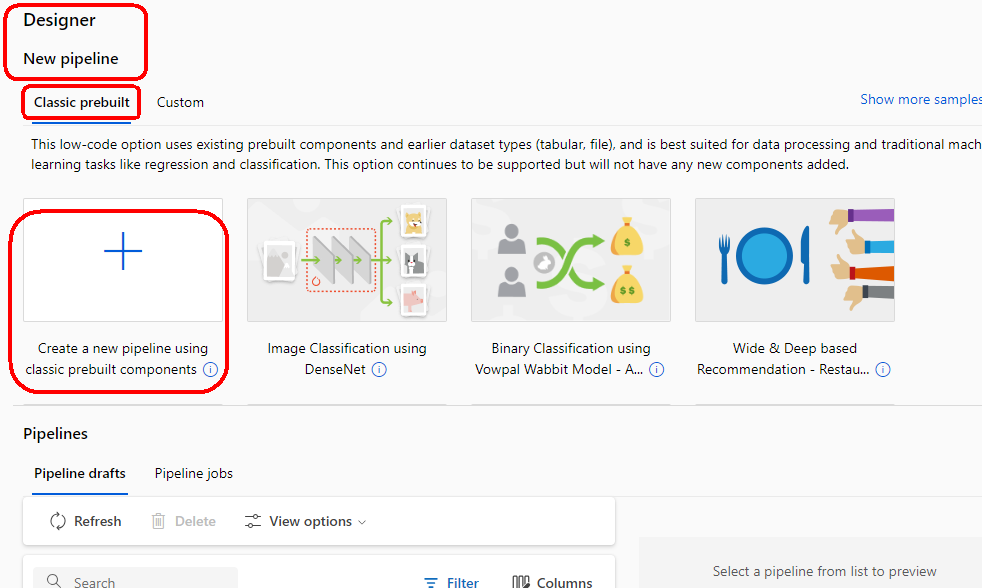 Designer
New pipeline
Classic prebuilt Custom
Show more samples
This low-code option uses existing prebuilt components and earlier dataset types (tabular, file), and is best suited for data processing and traditional mach
learning tasks like regression and classification. This option continues to be supported but will not have any new components added.
$
$ $
Create a new pipeline using
classic prebuilt components
Image Classification using
DenseNet
Binary Classification using
Vowpal Wabbit Model - A...
Wide & Deep based
Recommendation - Restau...
Pipelines
Pipeline drafts Pipeline jobs
Refresh Delete View options
Search Filter Columns
Select a pipeline from list to preview